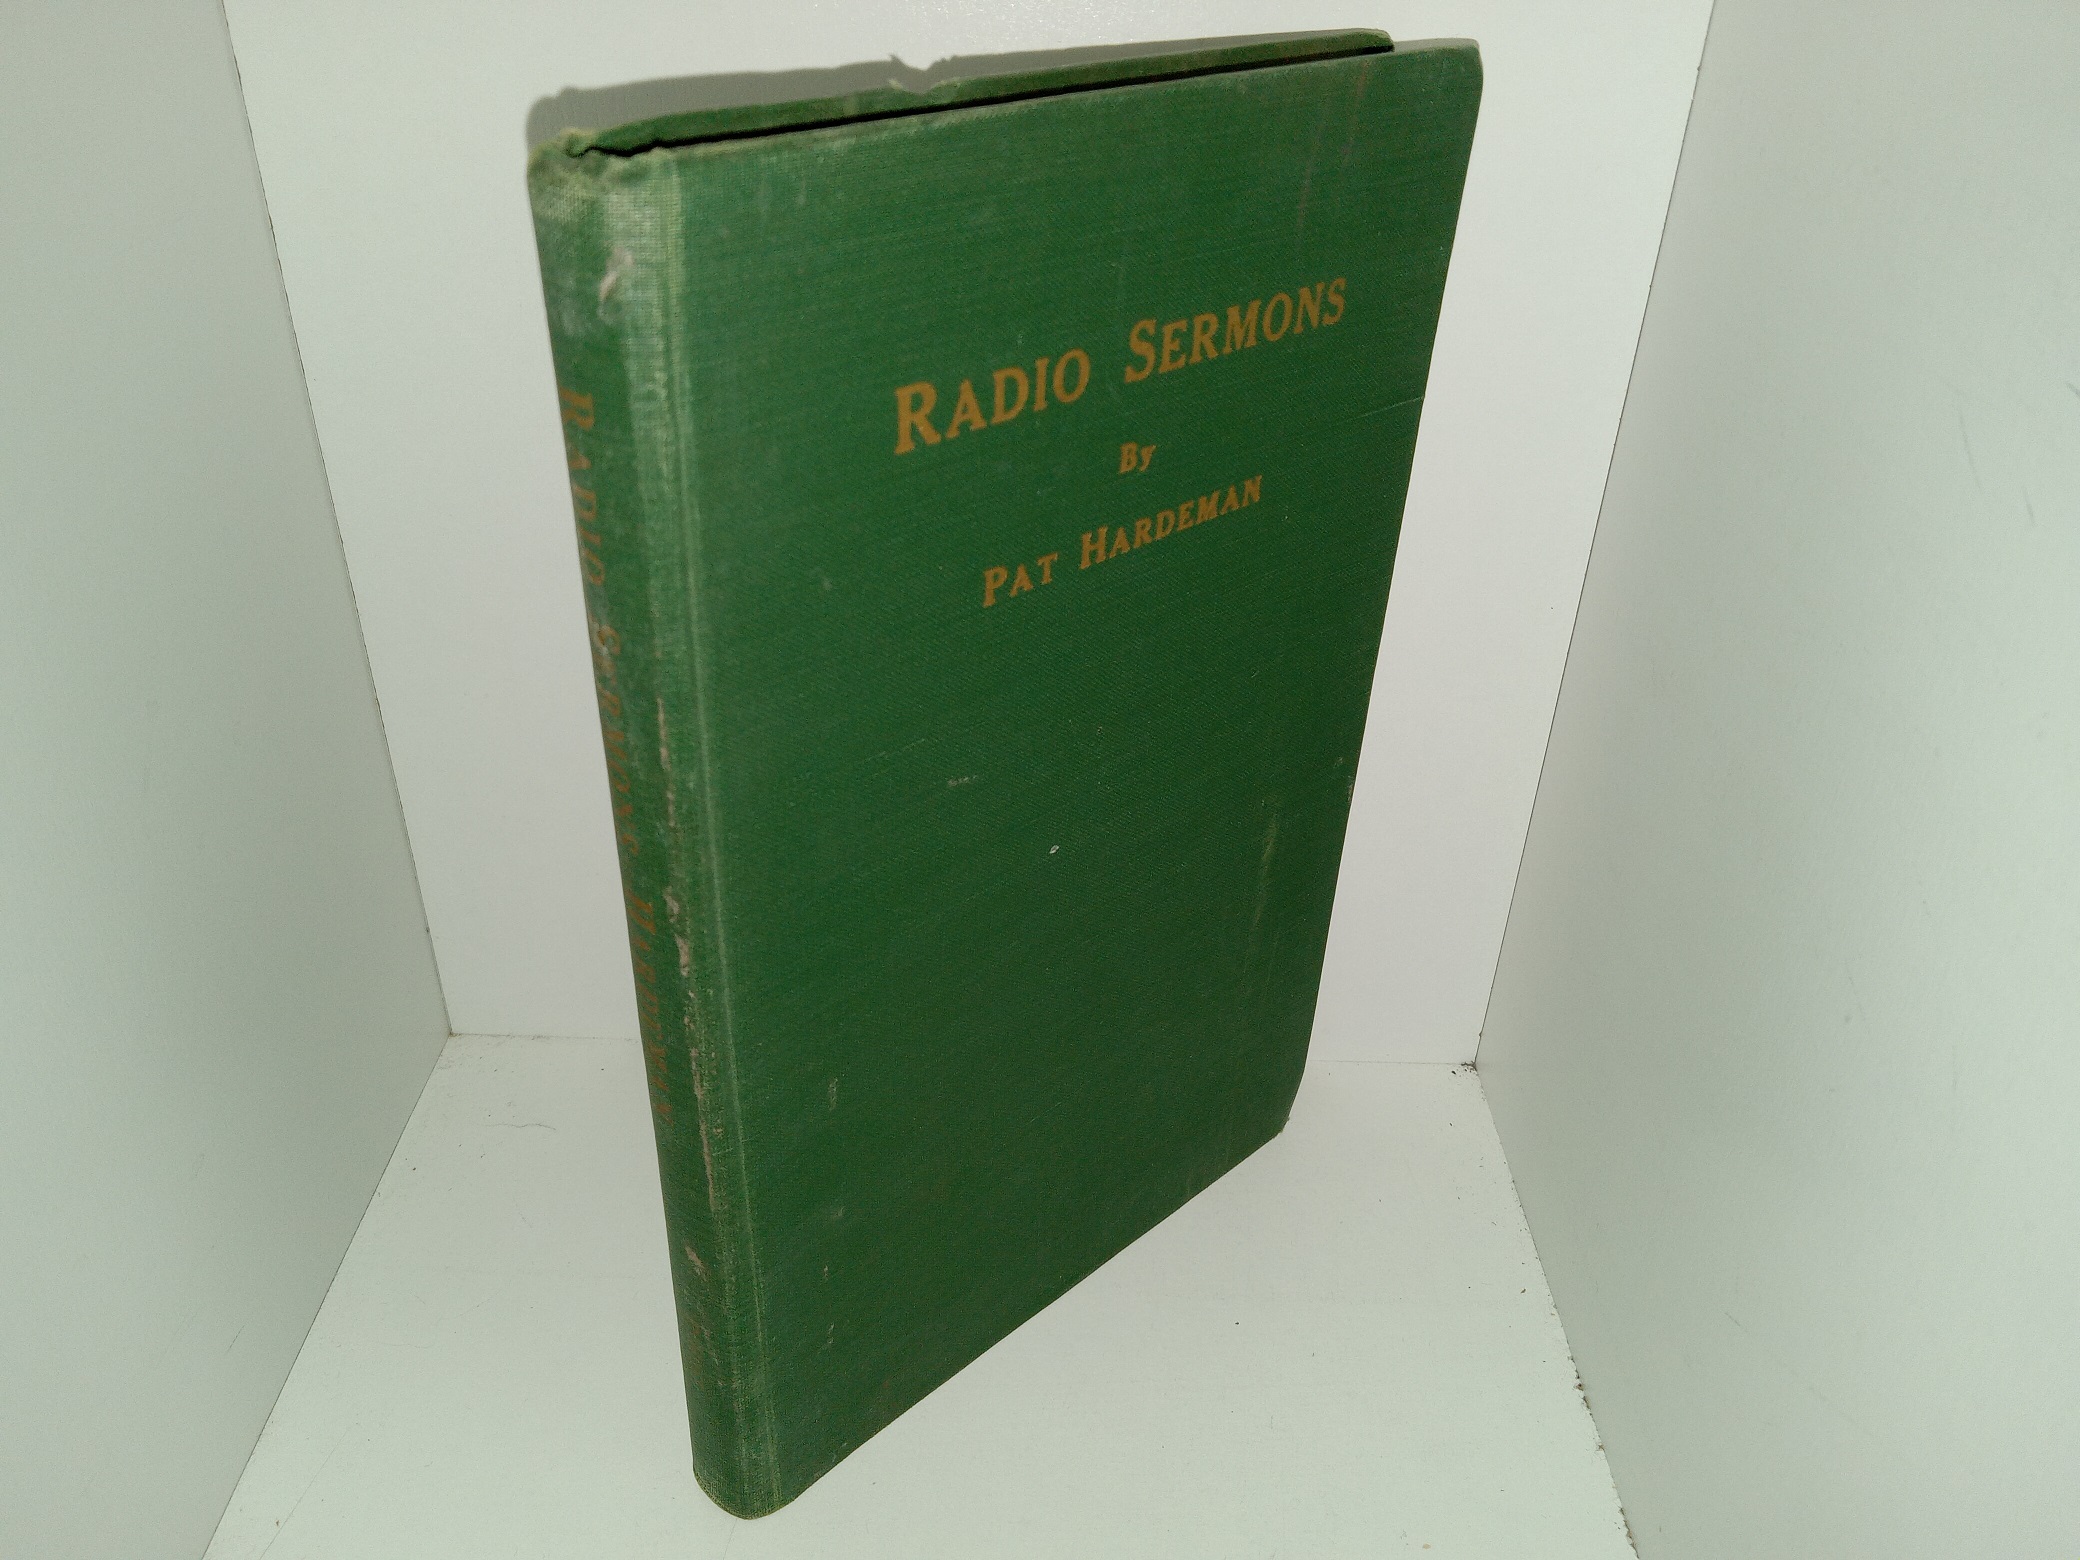 RADIO SERMONS
By
PAT HARDEMAN
RADIO SERMONS HARDEMAN